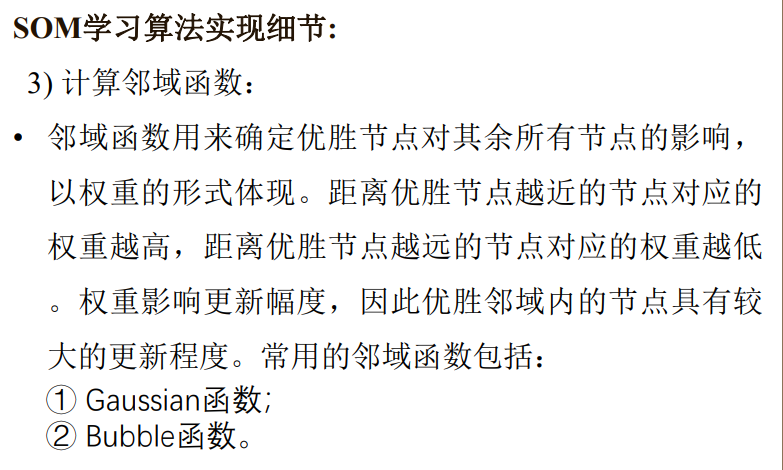 SOM学习算法实现细节:
3) 计算邻域函数：
• 邻域函数用来确定优胜节点对其余所有节点的影响，
以权重的形式体现。距离优胜节点越近的节点对应的
权重越高，距离优胜节点越远的节点对应的权重越低
。权重影响更新幅度，因此优胜邻域内的节点具有较
大的更新程度。常用的邻域函数包括：
① Gaussian函数；
② Bubble函数。